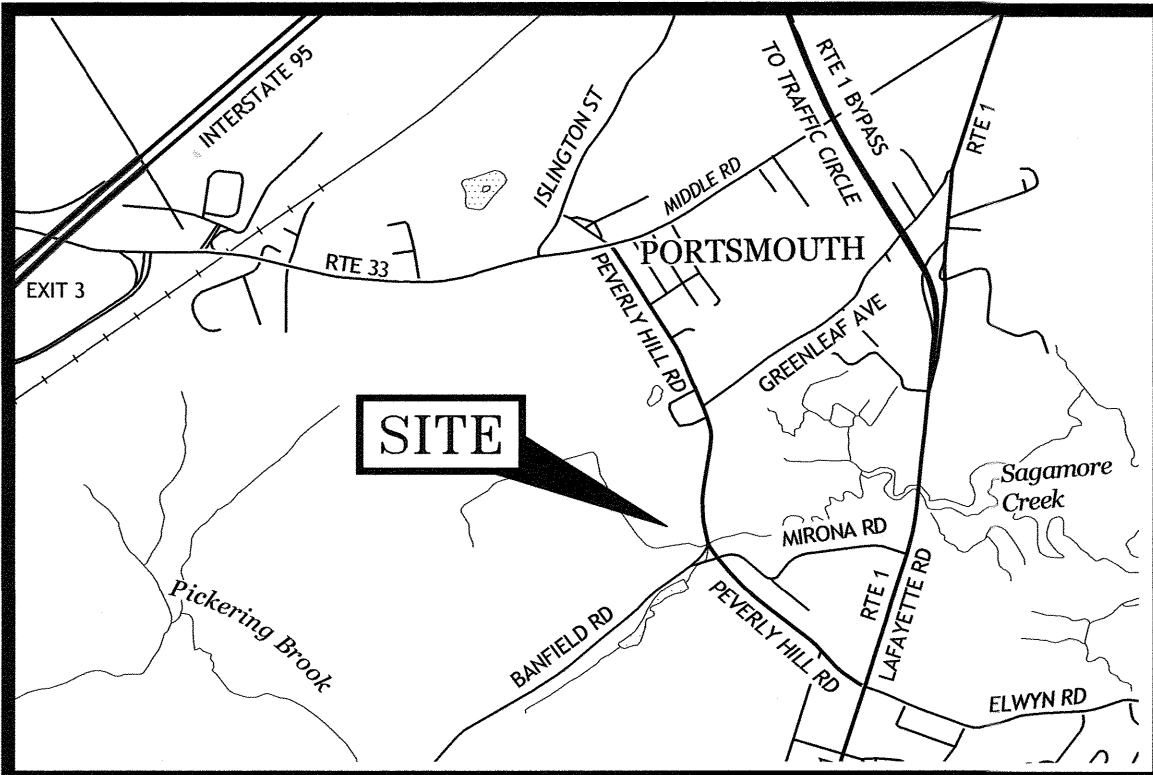 INTERSTATE 95
ISLINGTON ST
RTE 1 BYPASS
TO TRAFFIC CIRCLE
RTE 1
MIDDLE RD
PORTSMOUTH
RTE 33
EXIT 3
PEVERLY HILL RD
GREENLEAF AVE
SITE
Sagamore
Creek
MIRONA RD
Pickering Brook
BANFIELD RD
PEVERLY HILL RD
RTE 1
LAFAYETTE RD
ELWYN RD